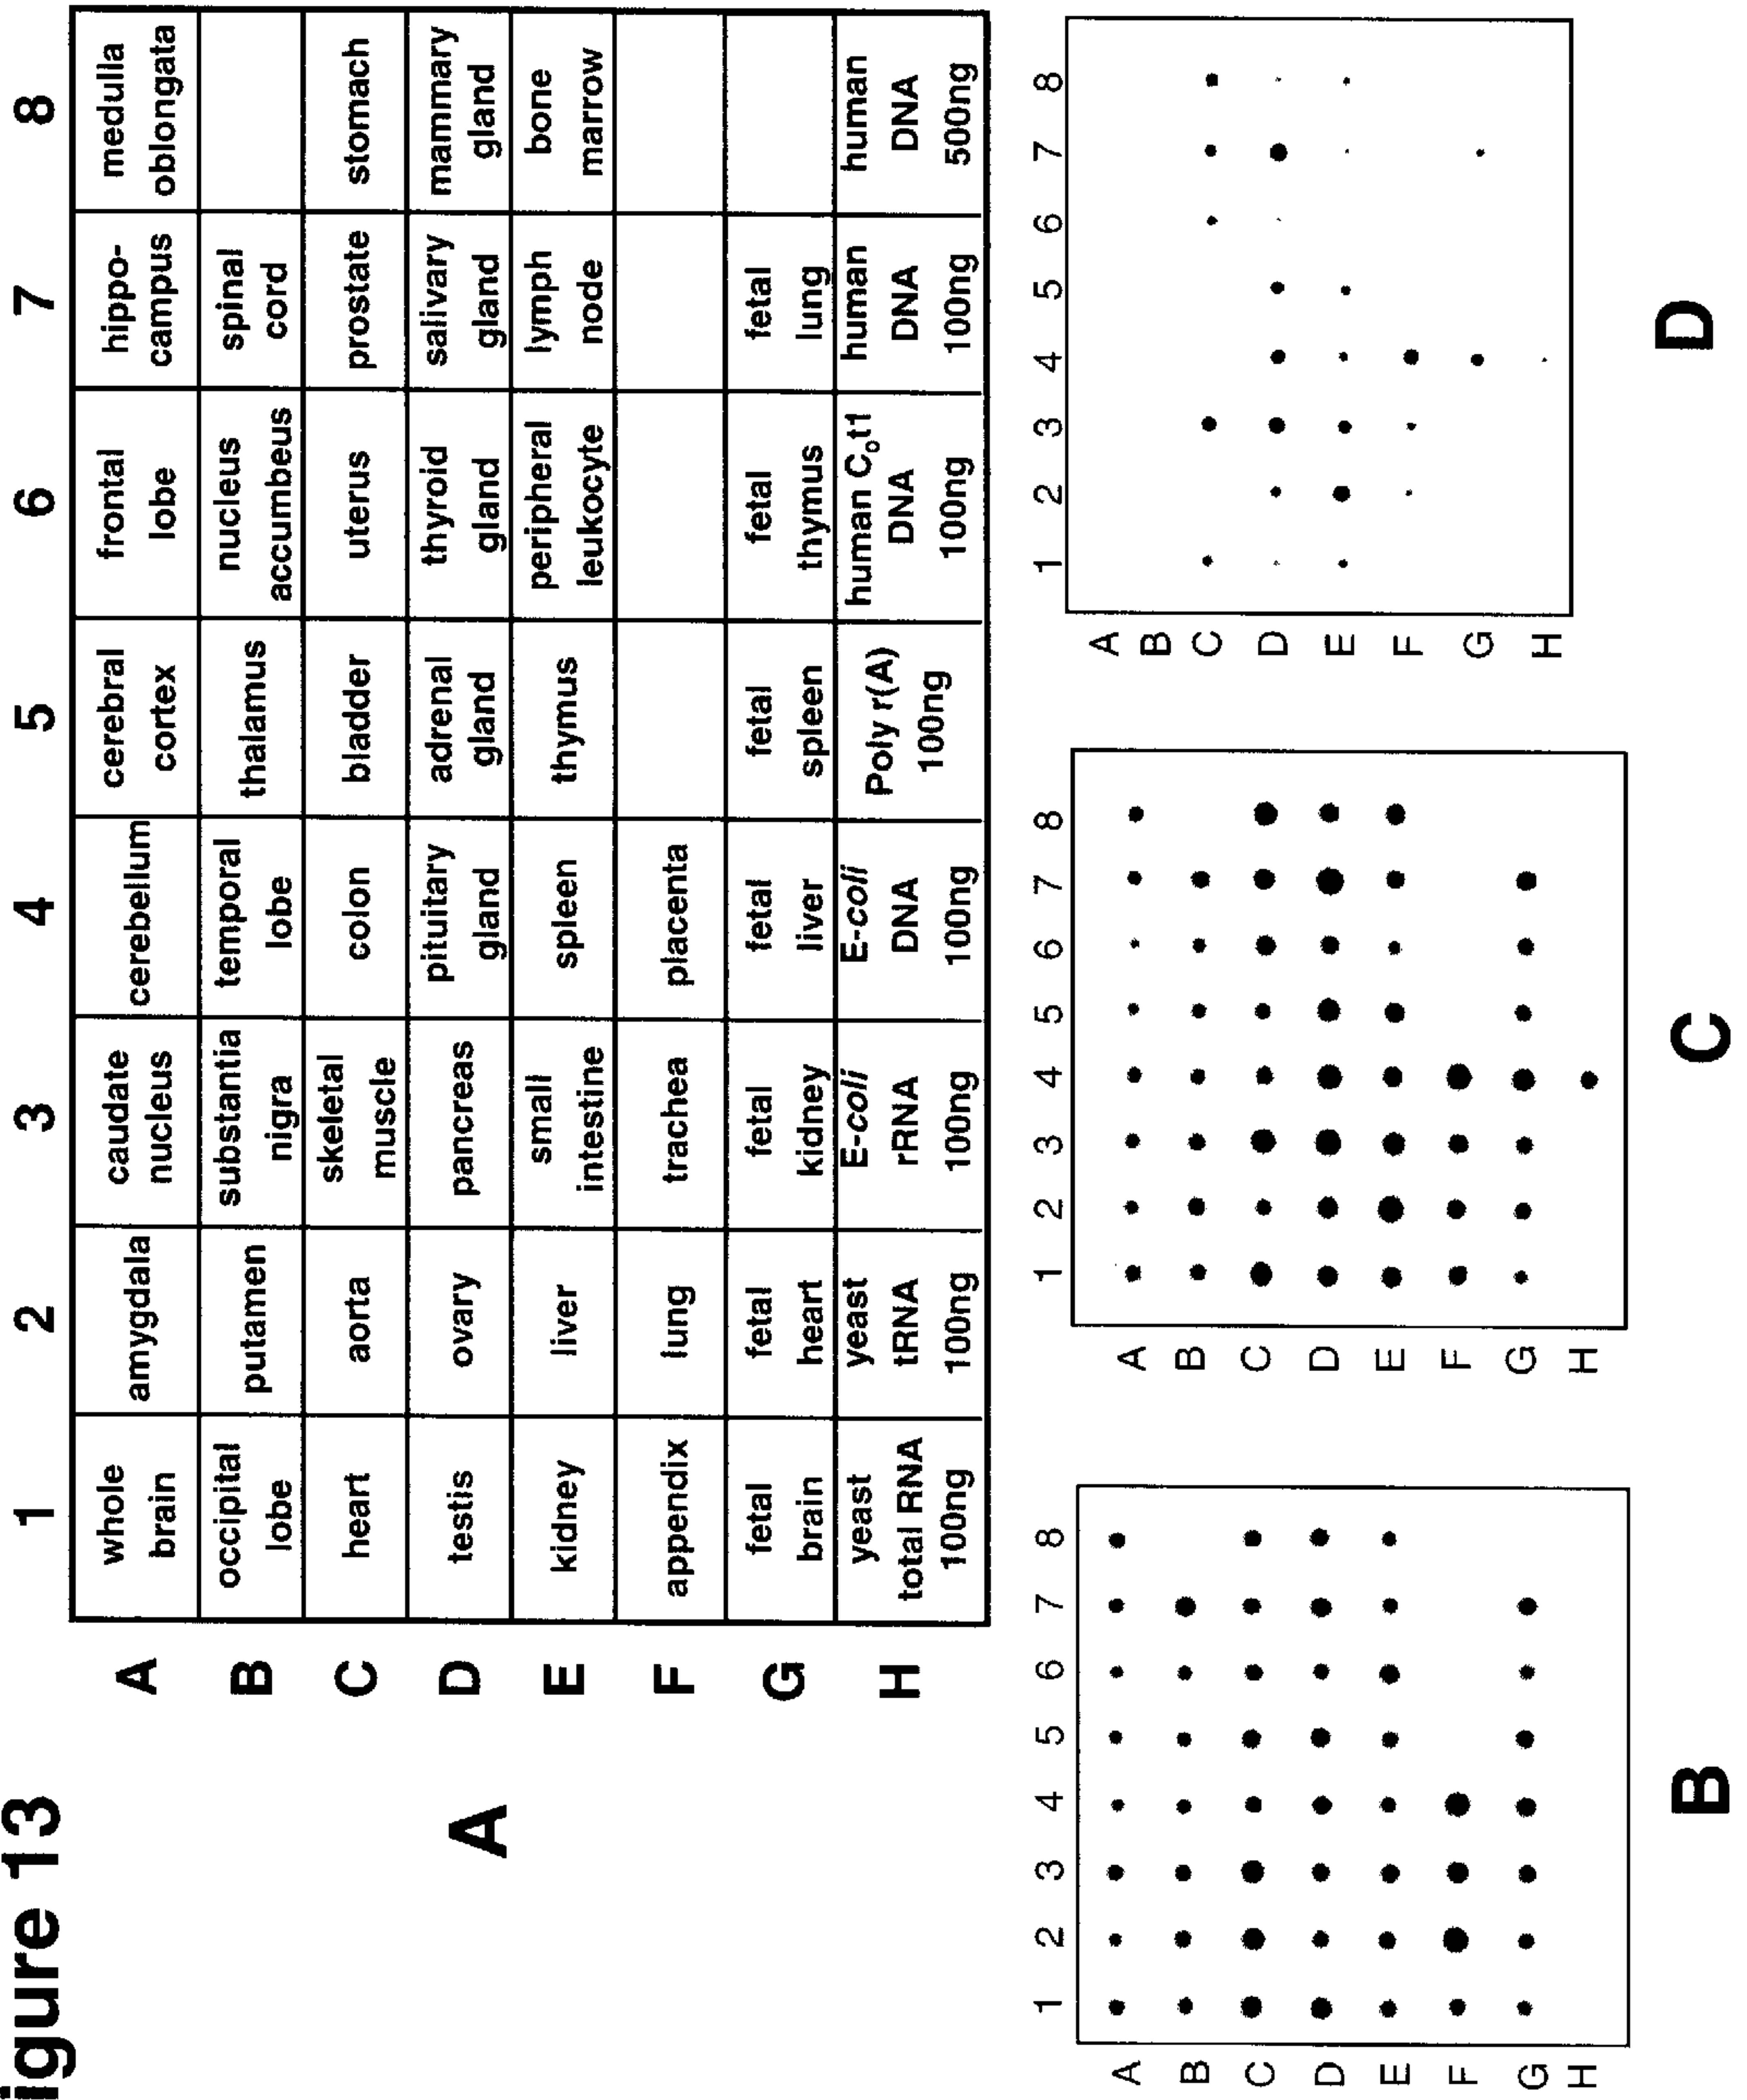 igure 13
1 2 3 4 5 6 7 8
A
whole
brain
amygdala
caudate
nucleus
cerebellum
cerebral
cortex
frontal
lobe
hippo-
campus
medulla
oblongata
B
occipital
lobe
putamen
substantia
nigra
temporal
lobe
thalamus
nucleus
accumbeus
spinal
cord
C
heart
aorta
skeletal
muscle
colon
bladder
uterus
prostate
stomach
D
testis
ovary
pancreas
pituitary
gland
adrenal
gland
thyroid
gland
salivary
gland
mammary
gland
E
kidney
liver
small
intestine
spleen
thymus
peripheral
leukocyte
lymph
node
bone
marrow
F
appendix
lung
trachea
placenta
G
fetal
brain
fetal
heart
fetal
kidney
fetal
liver
fetal
spleen
fetal
thymus
fetal
lung
H
yeast
total RNA
100ng
yeast
tRNA
100ng
E-coli
rRNA
100ng
E-coli
DNA
100ng
Poly r(A)
100ng
human C₀t1
DNA
100ng
human
DNA
100ng
human
DNA
500ng
A
1 2 3 4 5 6 7 8
A
B
C
D
E
F
G
H
B
1 2 3 4 5 6 7 8
A
B
C
D
E
F
G
H
C
1 2 3 4 5 6 7 8
A
B
C
D
E
F
G
H
D